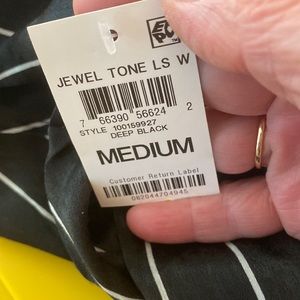 JEWEL TONE LS W
7 66390 56624 2
STYLE 100159927
DEEP BLACK
MEDIUM
Customer Return Label
062044704945